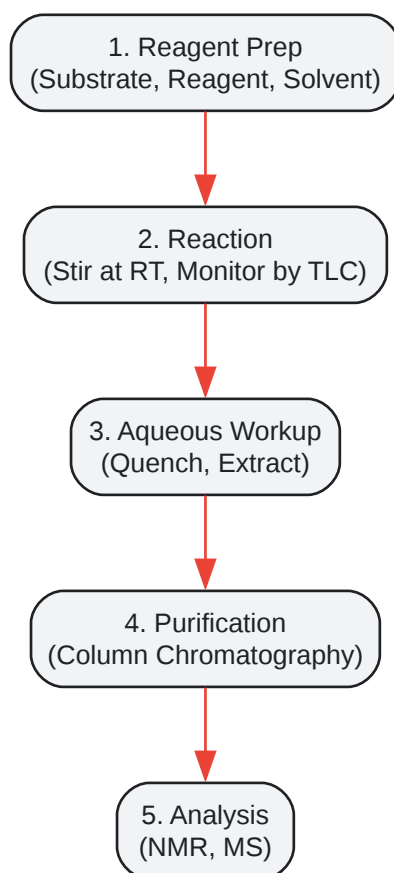 1. Reagent Prep
(Substrate, Reagent, Solvent)
2. Reaction
(Stir at RT, Monitor by TLC)
3. Aqueous Workup
(Quench, Extract)
4. Purification
(Column Chromatography)
5. Analysis
(NMR, MS)